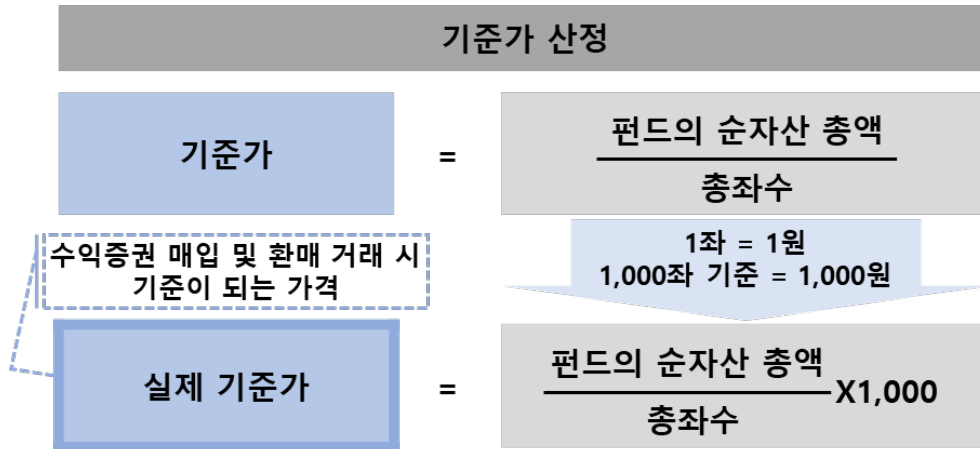 기준가 산정
기준가
=
펀드의 순자산 총액
총좌수
수익증권 매입 및 환매 거래 시
기준이 되는 가격
1좌 = 1원
1,000좌 기준 = 1,000원
실제 기준가
=
펀드의 순자산 총액
총좌수
X1,000